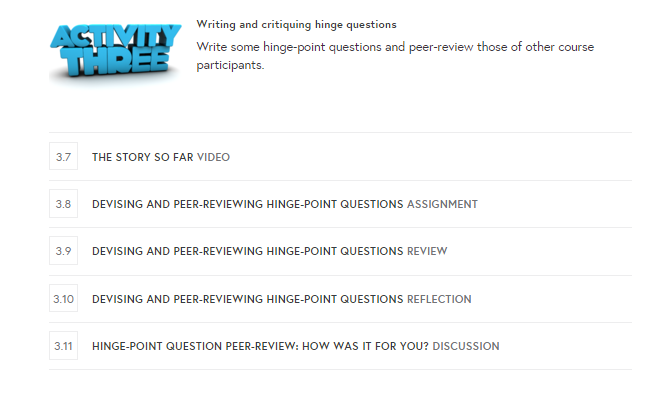 ACTIVITY
THREE
Writing and critiquing hinge questions
Write some hinge-point questions and peer-review those of other course
participants.
3.7 THE STORY SO FAR VIDEO
3.8 DEVISING AND PEER-REVIEWING HINGE-POINT QUESTIONS ASSIGNMENT
3.9 DEVISING AND PEER-REVIEWING HINGE-POINT QUESTIONS REVIEW
3.10 DEVISING AND PEER-REVIEWING HINGE-POINT QUESTIONS REFLECTION
3.11 HINGE-POINT QUESTION PEER-REVIEW: HOW WAS IT FOR YOU? DISCUSSION